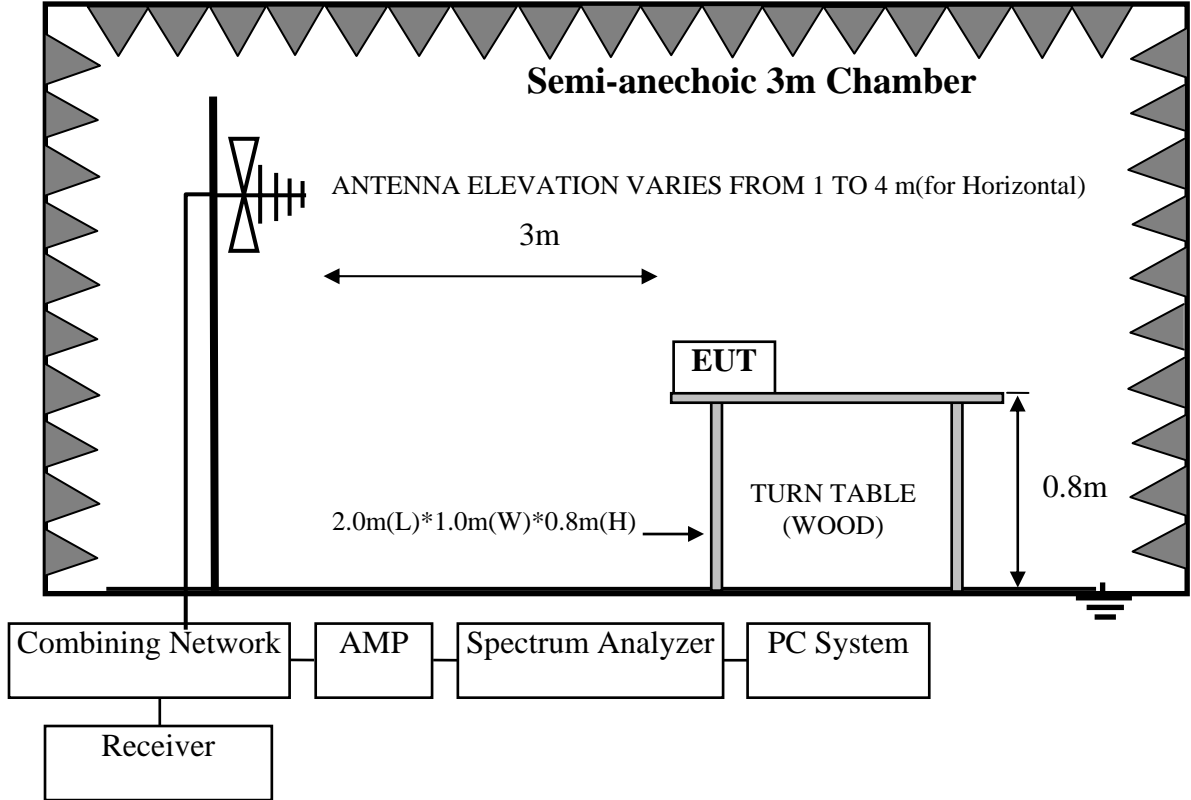 Semi-anechoic 3m Chamber
ANTENNA ELEVATION VARIES FROM 1 TO 4 m(for Horizontal)
3m
EUT
0.8m
TURN TABLE
(WOOD)
2.0m(L)*1.0m(W)*0.8m(H)
Combining Network
AMP
Spectrum Analyzer
PC System
Receiver